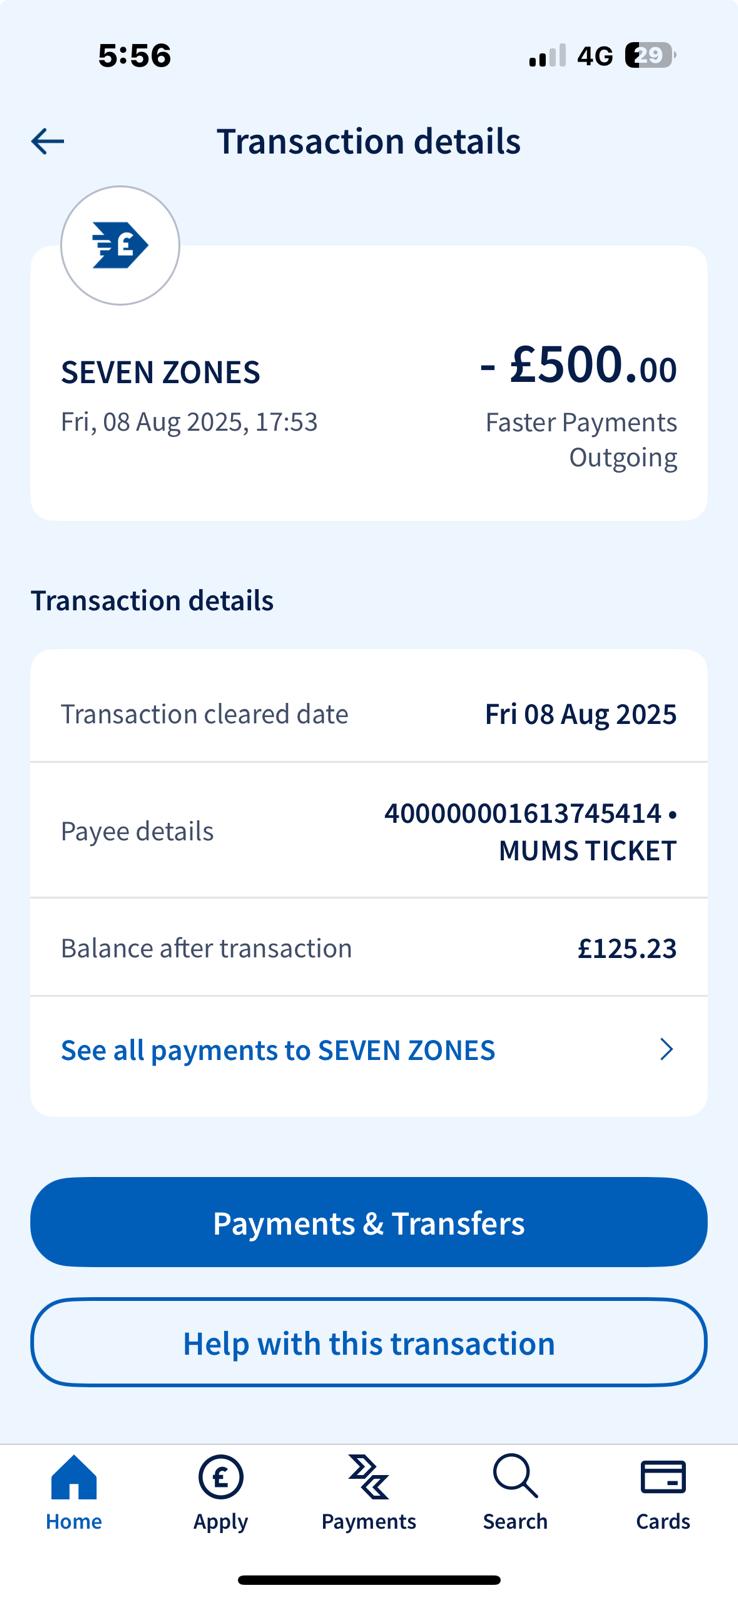 5:56
4G 29
Transaction details
£
SEVEN ZONES
- £500.00
Fri, 08 Aug 2025, 17:53
Faster Payments
Outgoing
Transaction details
Transaction cleared date
Fri 08 Aug 2025
Payee details
400000001613745414 •
MUMS TICKET
Balance after transaction
£125.23
See all payments to SEVEN ZONES
Payments & Transfers
Help with this transaction
£
Home
Apply
Payments
Search
Cards